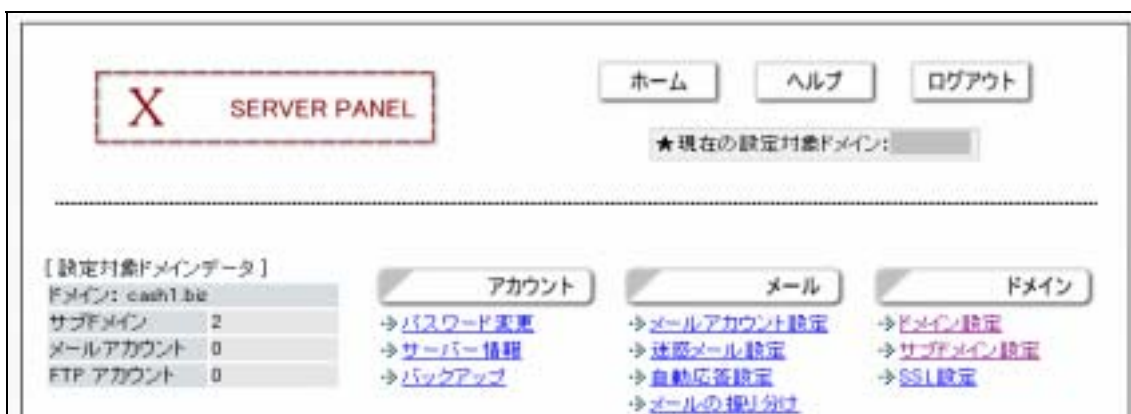 X SERVER PANEL
ホーム ヘルプ ログアウト
★現在の設定対象ドメイン:
[設定対象ドメインデータ]
ドメイン: cash1.biz
サブドメイン 2
メールアカウント 0
FTP アカウント 0
アカウント
→パスワード変更
→サーバー情報
→バックアップ
メール
→メールアカウント設定
→迷惑メール設定
→自動応答設定
→メールの振り分け
ドメイン
→ドメイン設定
→サブドメイン設定
→SSL設定